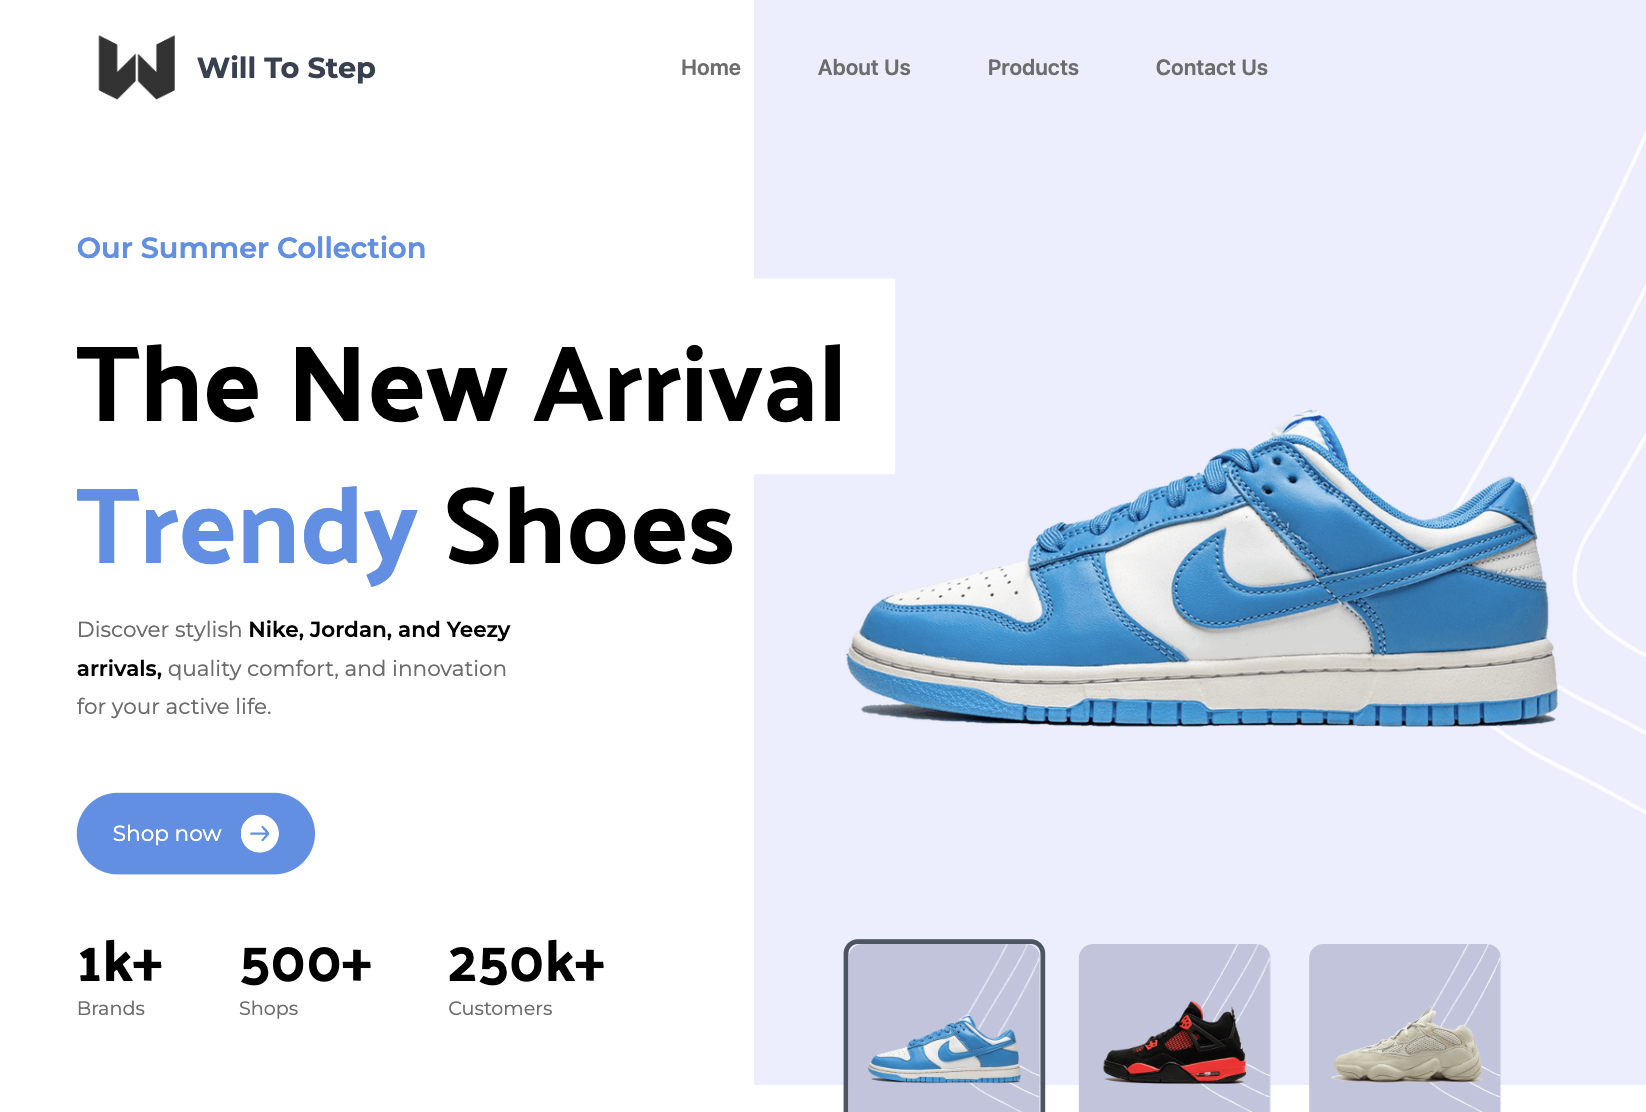 Will To Step
Home
About Us
Products
Contact Us
Our Summer Collection
The New Arrival
Trendy Shoes
Discover stylish Nike, Jordan, and Yeezy
arrivals, quality comfort, and innovation
for your active life.
Shop now
1k+
Brands
500+
Shops
250k+
Customers